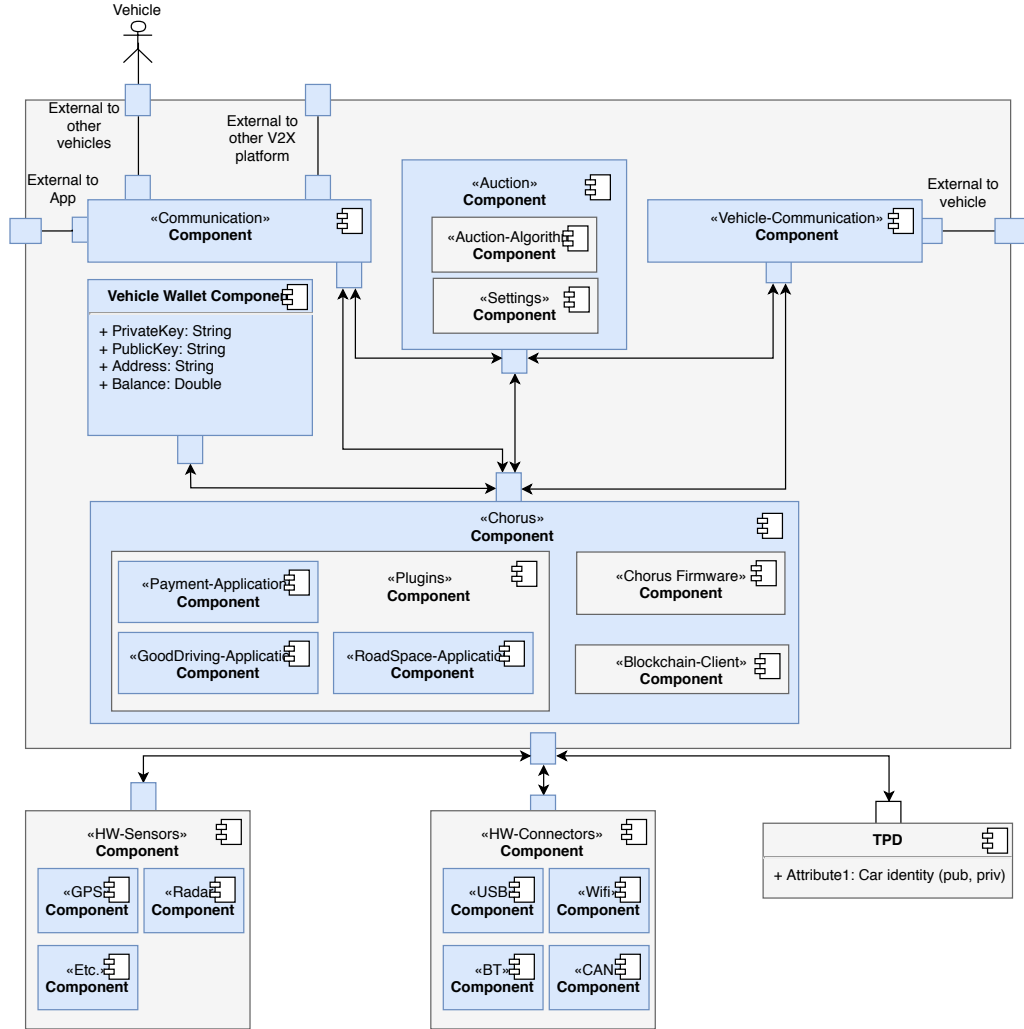 Vehicle
External to
other
vehicles
External to
other V2X
platform
External to
App
«Communication»
Component
«Auction»
Component
«Auction-Algorith
Component
«Settings»
Component
«Vehicle-Communication»
Component
External to
vehicle
Vehicle Wallet Componen
+ PrivateKey: String
+ PublicKey: String
+ Address: String
+ Balance: Double
«Chorus»
Component
«Payment-Application
Component
«Plugins»
Component
«GoodDriving-Applicati
Component
«RoadSpace-Applicatio
Component
«Chorus Firmware»
Component
«Blockchain-Client»
Component
«HW-Sensors»
Component
«GPS
Component
«Radar
Component
«Etc.»
Component
«HW-Connectors»
Component
«USB
Component
«Wifi»
Component
«BT»
Component
«CAN
Component
TPD
+ Attribute1: Car identity (pub, priv)